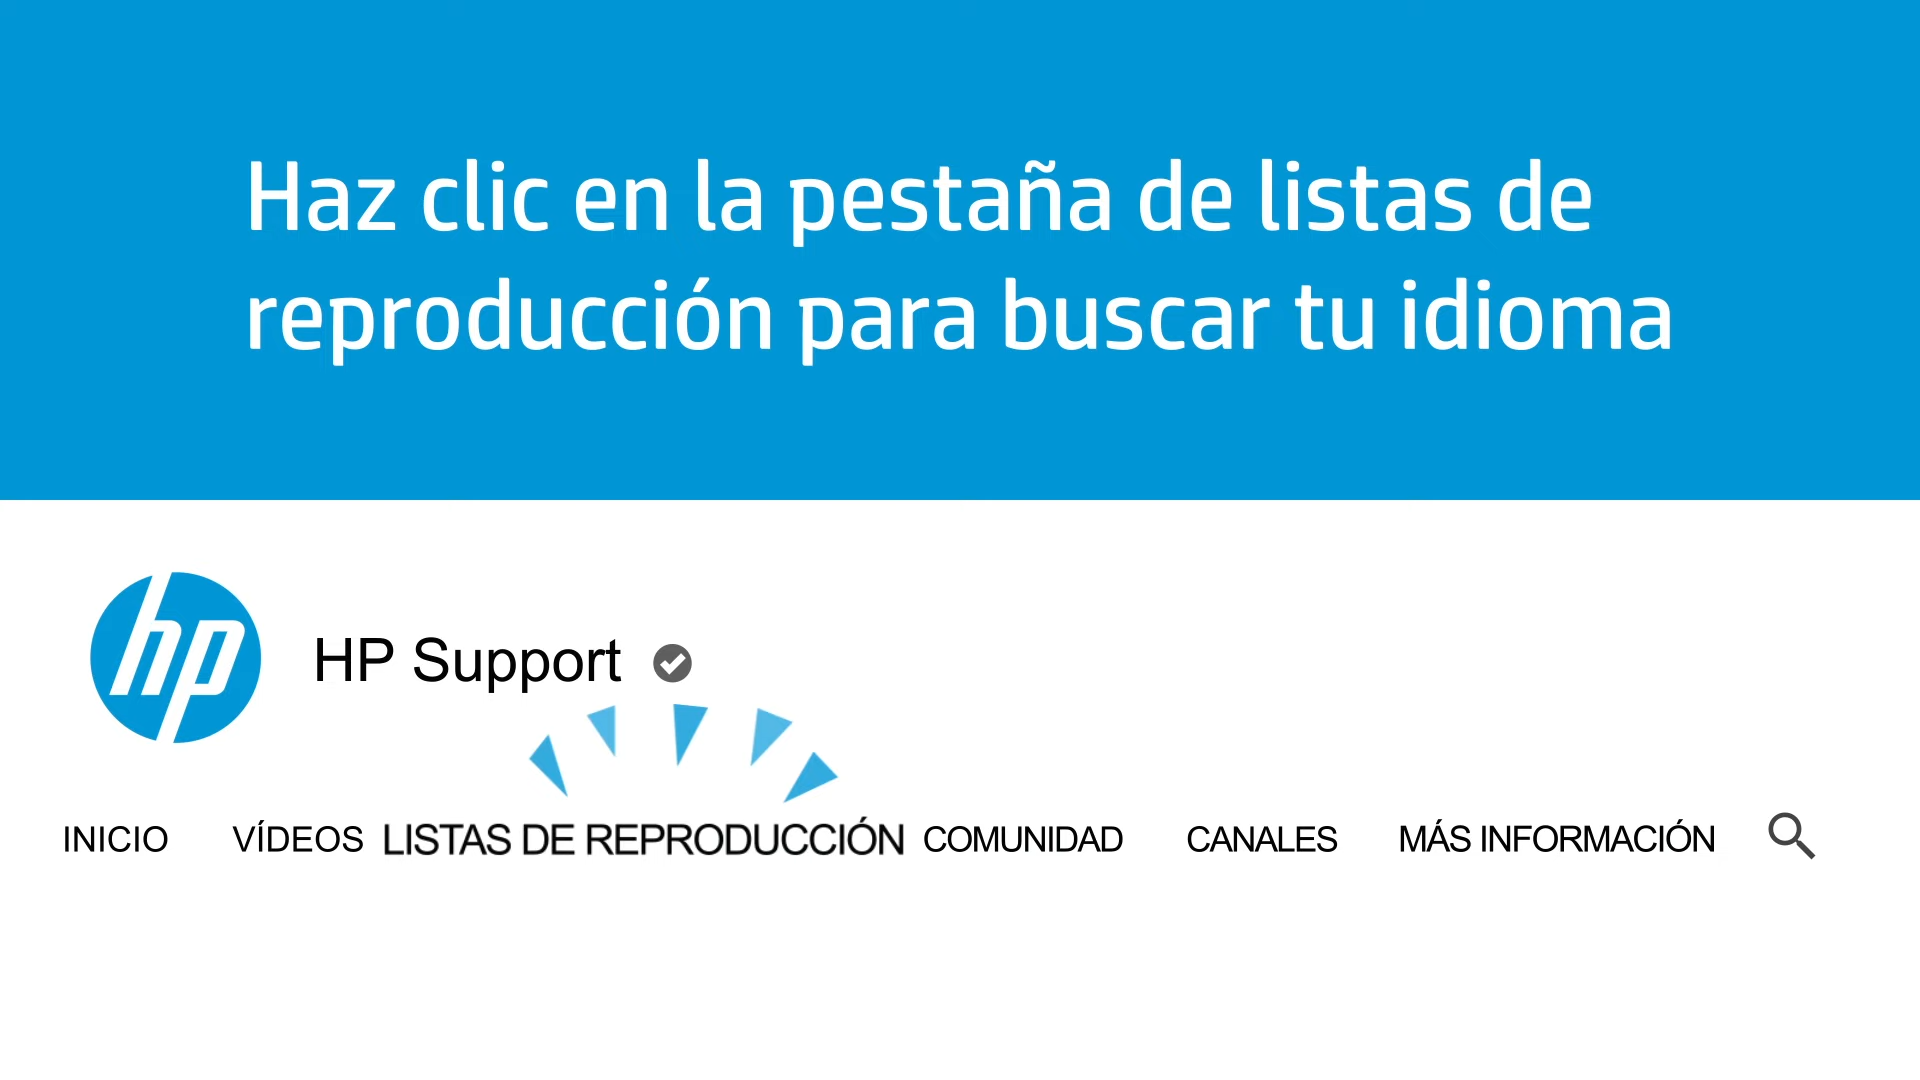 Haz clic en la pestaña de listas de
reproducción para buscar tu idioma
hp
HP Support
INICIO VÍDEOS LISTAS DE REPRODUCCIÓN COMUNIDAD CANALES MÁS INFORMACIÓN